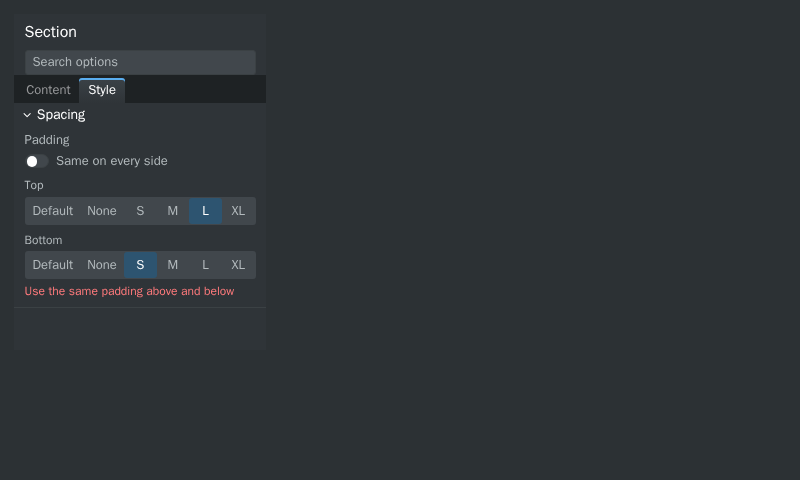 Section
Search options
Content Style
Spacing
Padding
Same on every side
Top
Default None S M L XL
Bottom
Default None S M L XL
Use the same padding above and below